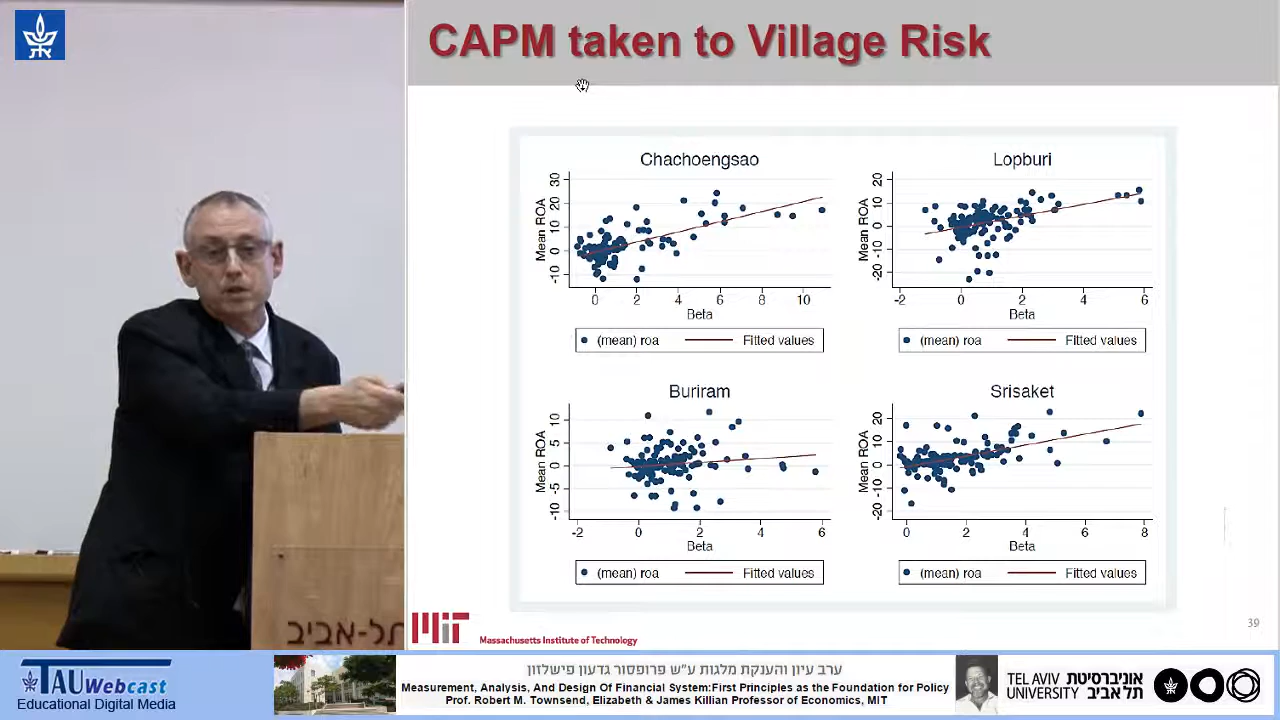 CAPM taken to Village Risk
Chachoengsao
Mean ROA
30
20
10
0
-10
0 2 4 6 8 10
Beta
(mean) roa Fitted values
Lopburi
Mean ROA
20
10
0
-10
-20
-2 0 2 4 6
Beta
(mean) roa Fitted values
Buriram
Mean ROA
10
5
0
-5
-10
-2 0 2 4 6
Beta
(mean) roa Fitted values
Srisaket
Mean ROA
20
10
0
-10
-20
0 2 4 6 8
Beta
(mean) roa Fitted values
39
MIT
Massachusetts Institute of Technology
תל-אביב
TAU Webcast
Educational Digital Media
ערב עיון והענקת מלגות ע"ש פרופסור גדעון פישלזון
Measurement, Analysis, And Design Of Financial System:First Principles as the Foundation for Policy
Prof. Robert M. Townsend, Elizabeth & James Killian Professor of Economics, MIT
TEL AVIV אוניברסיטת
UNIVERSITY תל אביב